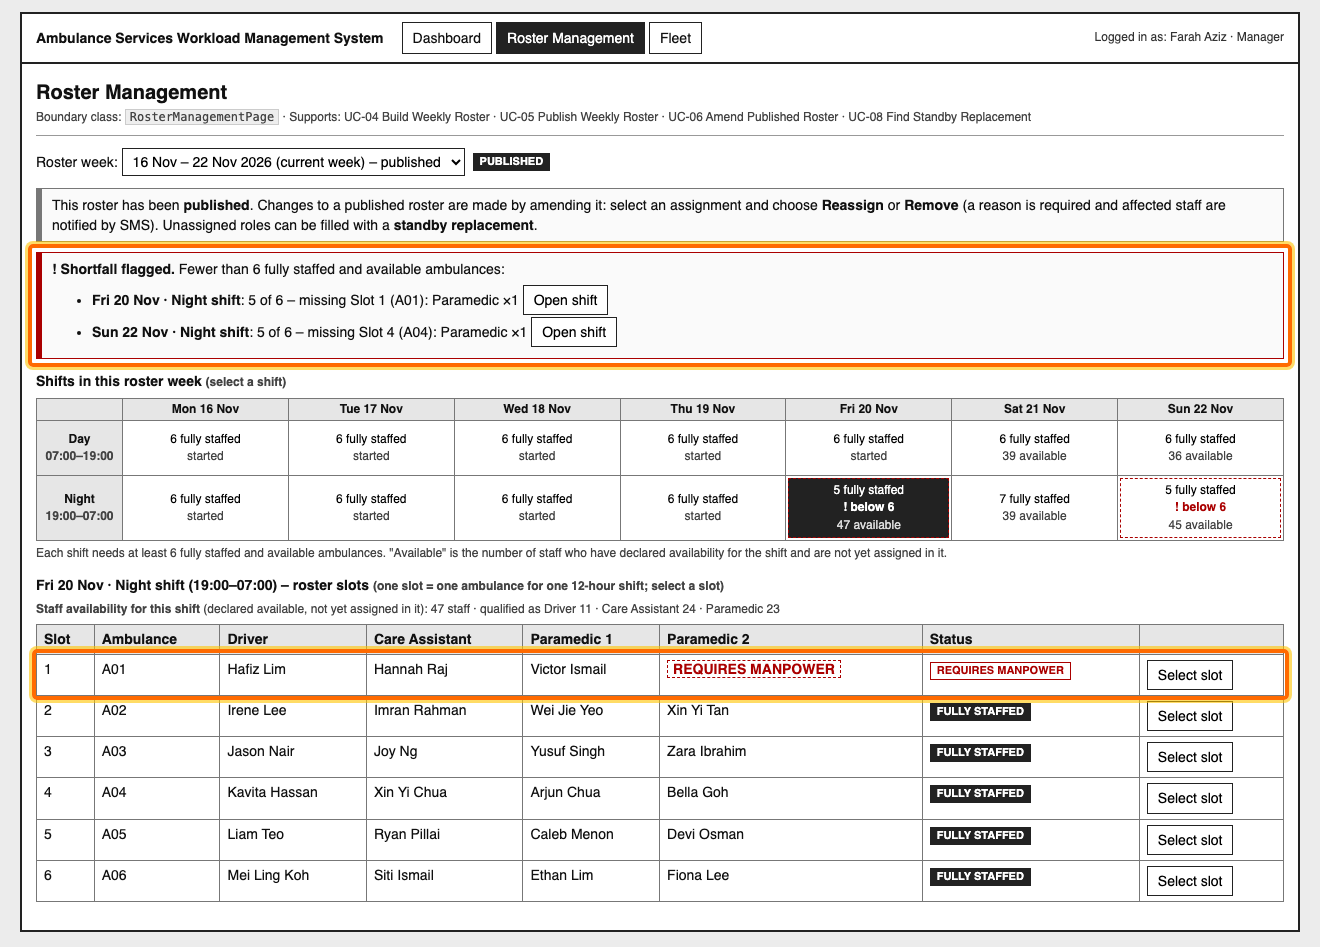 Ambulance Services Workload Management System Dashboard Roster Management Fleet Logged in as: Farah Aziz · Manager
Roster Management
Boundary class: RosterManagementPage · Supports: UC-04 Build Weekly Roster · UC-05 Publish Weekly Roster · UC-06 Amend Published Roster · UC-08 Find Standby Replacement
Roster week: 16 Nov – 22 Nov 2026 (current week) – published PUBLISHED
This roster has been published. Changes to a published roster are made by amending it: select an assignment and choose Reassign or Remove (a reason is required and affected staff are
notified by SMS). Unassigned roles can be filled with a standby replacement.
! Shortfall flagged. Fewer than 6 fully staffed and available ambulances:
• Fri 20 Nov · Night shift: 5 of 6 – missing Slot 1 (A01): Paramedic ×1 Open shift
• Sun 22 Nov · Night shift: 5 of 6 – missing Slot 4 (A04): Paramedic ×1 Open shift
Shifts in this roster week (select a shift)
Mon 16 Nov Tue 17 Nov Wed 18 Nov Thu 19 Nov Fri 20 Nov Sat 21 Nov Sun 22 Nov
Day 6 fully staffed 6 fully staffed 6 fully staffed 6 fully staffed 6 fully staffed 6 fully staffed 6 fully staffed
07:00–19:00 started started started started started 39 available 36 available
5 fully staffed 5 fully staffed
Night 6 fully staffed 6 fully staffed 6 fully staffed 6 fully staffed ! below 6 7 fully staffed ! below 6
19:00–07:00 started started started started 47 available 39 available 45 available
Each shift needs at least 6 fully staffed and available ambulances. "Available" is the number of staff who have declared availability for the shift and are not yet assigned in it.
Fri 20 Nov · Night shift (19:00–07:00) – roster slots (one slot = one ambulance for one 12-hour shift; select a slot)
Staff availability for this shift (declared available, not yet assigned in it): 47 staff · qualified as Driver 11 · Care Assistant 24 · Paramedic 23
Slot Ambulance Driver Care Assistant Paramedic 1 Paramedic 2 Status
1 A01 Hafiz Lim Hannah Raj Victor Ismail REQUIRES MANPOWER REQUIRES MANPOWER Select slot
2 A02 Irene Lee Imran Rahman Wei Jie Yeo Xin Yi Tan FULLY STAFFED Select slot
3 A03 Jason Nair Joy Ng Yusuf Singh Zara Ibrahim FULLY STAFFED Select slot
4 A04 Kavita Hassan Xin Yi Chua Arjun Chua Bella Goh FULLY STAFFED Select slot
5 A05 Liam Teo Ryan Pillai Caleb Menon Devi Osman FULLY STAFFED Select slot
6 A06 Mei Ling Koh Siti Ismail Ethan Lim Fiona Lee FULLY STAFFED Select slot